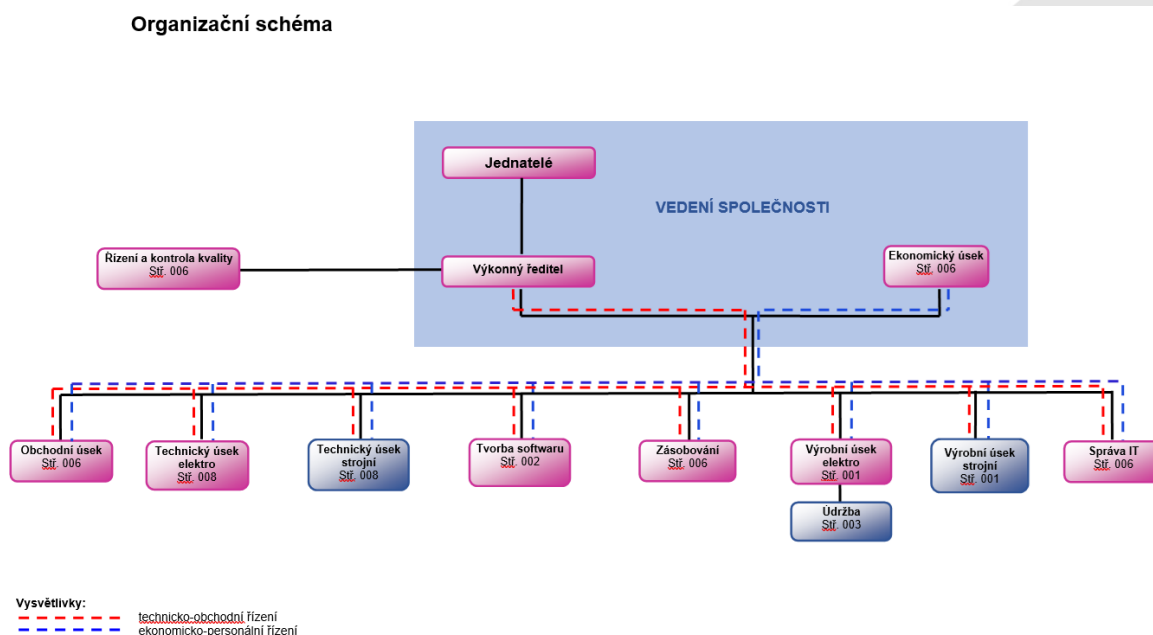 Organizační schéma
Jednatelé
VEDENÍ SPOLEČNOSTI
Řízení a kontrola kvality
Stř. 006
Výkonný ředitel
Ekonomický úsek
Stř. 006
Obchodní úsek
Stř. 006
Technický úsek
elektro
Stř. 008
Technický úsek
strojní
Stř. 008
Tvorba softwaru
Stř. 002
Zásobování
Stř. 006
Výrobní úsek
elektro
Stř. 001
Výrobní úsek
strojní
Stř. 001
Správa IT
Stř. 006
Údržba
Stř. 003
Vysvětlivky:
technicko-obchodní řízení
ekonomicko-personální řízení